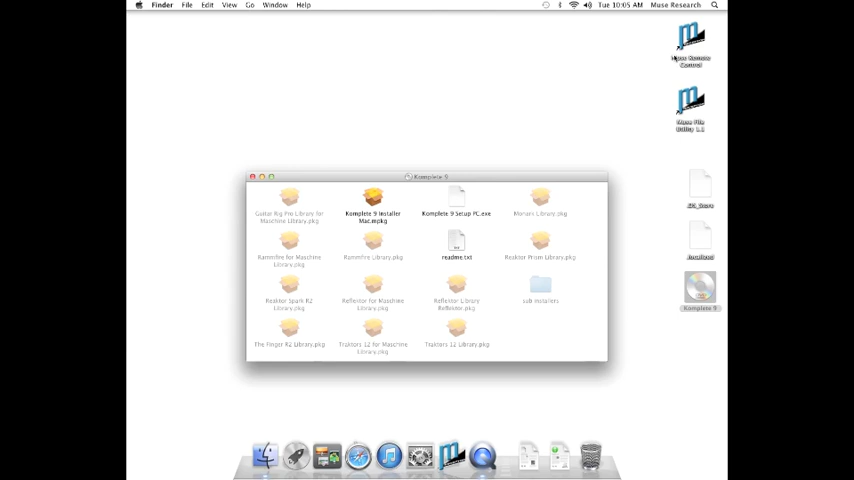 Finder File Edit View Go Window Help
Tue 10:05 AM Muse Research
Muse Remote
Control
Muse File
Utility 1.1
.DS_Store
.localized
Komplete 9
Komplete 9
Guitar Rig Pro Library for
Maschine Library.pkg
Komplete 9 Installer
Mac.mpkg
Komplete 9 Setup PC.exe
Monark Library.pkg
Rammfire for Maschine
Library.pkg
Rammfire Library.pkg
readme.txt
Reaktor Prism Library.pkg
Reaktor Spark R2
Library.pkg
Reflektor for Maschine
Library.pkg
Reflektor Library
Reflektor.pkg
sub installers
The Finger R2 Library.pkg
Traktors 12 for Maschine
Library.pkg
Traktors 12 Library.pkg